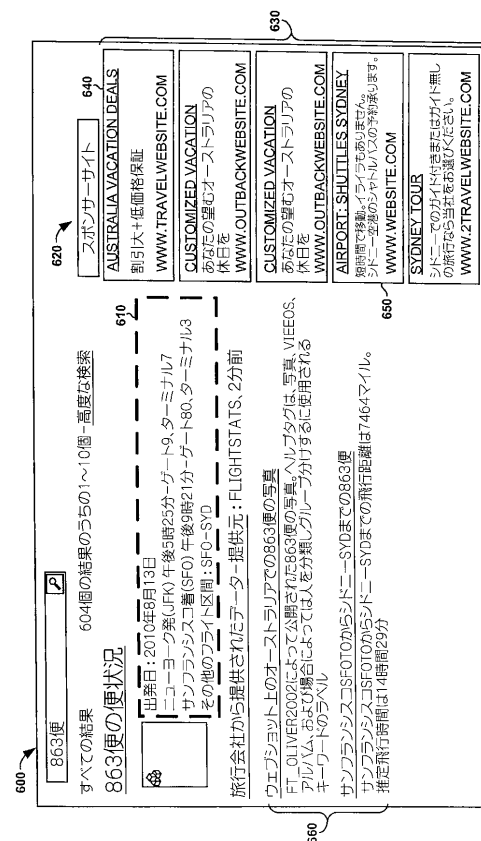 600
863便
すべての結果 604個の結果のうちの1~10個-高度な検索
863便の便状況
610
出発日:2010年8月13日
ニューヨーク発(JFK) 午後5時25分-ゲート9、ターミナル7
サンフランシスコ着(SFO) 午後9時21分-ゲート80、ターミナル3
その他のフライト区間:SFO-SYD
旅行会社から提供されたデータ-提供元:FLIGHTSTATS、2分前
ウェブショット上のオーストラリアでの863便の写真
FT_OLIVER2002によって公開された863便の写真。ヘルプタグは、写真、VIEEOS、
アルバム、および場合によっては人を分類しグループ分けするに使用される
キーワードのラベル
サンフランシスコSFOTOからシドニーSYDまでの863便
サンフランシスコSFOTOからシドニーSYDまでの飛行距離は7464マイル。
推定飛行時間は14時間29分
660
620
スポンサーサイト
630
640
AUSTRALIA VACATION DEALS
割引大+低価格保証
WWW.TRAVELWEBSITE.COM
CUSTOMIZED VACATION
あなたの望むオーストラリアの
休日を
WWW.OUTBACKWEBSITE.COM
CUSTOMIZED VACATION
あなたの望むオーストラリアの
休日を
WWW.OUTBACKWEBSITE.COM
AIRPORT: SHUTTLES SYDNEY
短時間で移動。イライラもありません。
シドニー空港のシャトルバスの予約承ります。
WWW.WEBSITE.COM
650
SYDNEY TOUR
シドニーでのガイド付きまたはガイド無し
の旅行なら当社をお選びください。
WWW.2TRAVELWEBSITE.COM